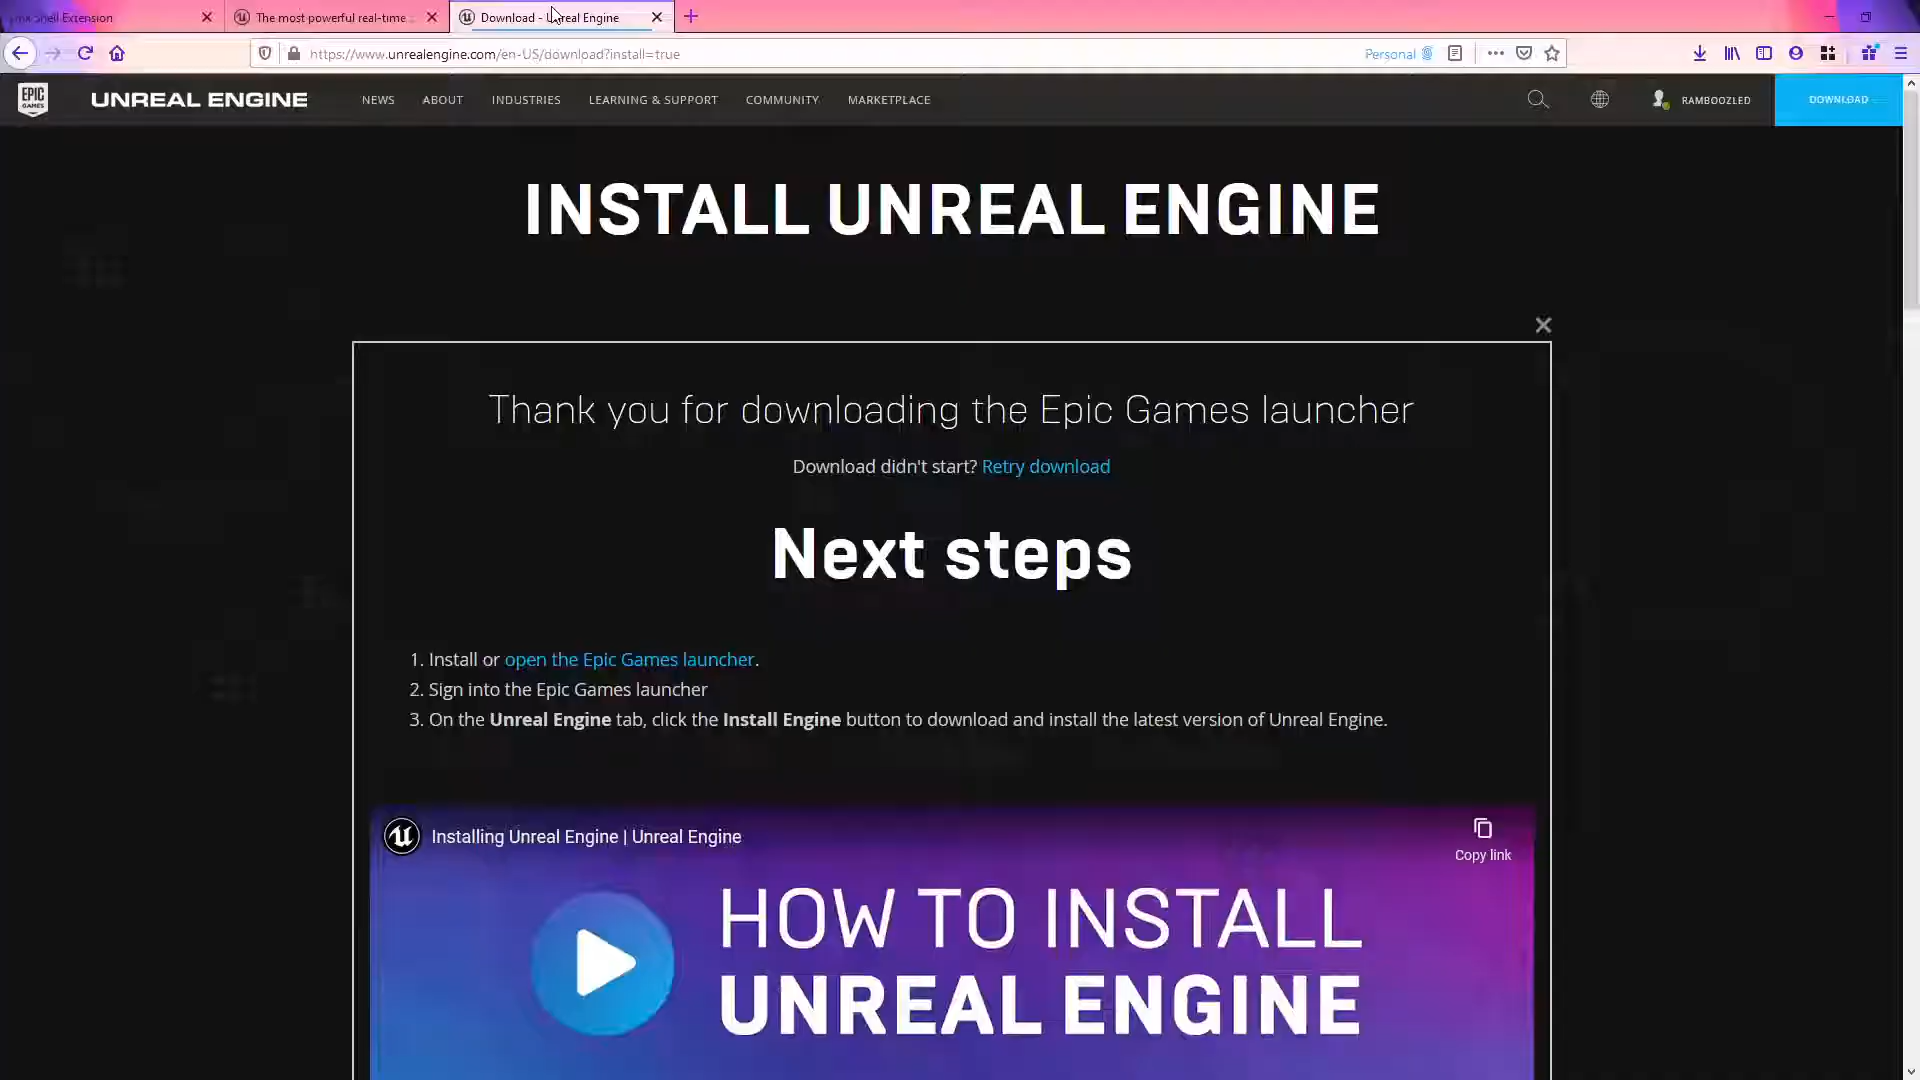 Shell Extension
The most powerful real-time
Download - Unreal Engine
https://www.unrealengine.com/en-US/download?install=true
Personal
EPIC GAMES
UNREAL ENGINE
NEWS
ABOUT
INDUSTRIES
LEARNING & SUPPORT
COMMUNITY
MARKETPLACE
RAMBOOZLED
DOWNLOAD
INSTALL UNREAL ENGINE
Thank you for downloading the Epic Games launcher
Download didn't start? Retry download
Next steps
1. Install or open the Epic Games launcher.
2. Sign into the Epic Games launcher
3. On the Unreal Engine tab, click the Install Engine button to download and install the latest version of Unreal Engine.
Installing Unreal Engine | Unreal Engine
Copy link
HOW TO INSTALL
UNREAL ENGINE